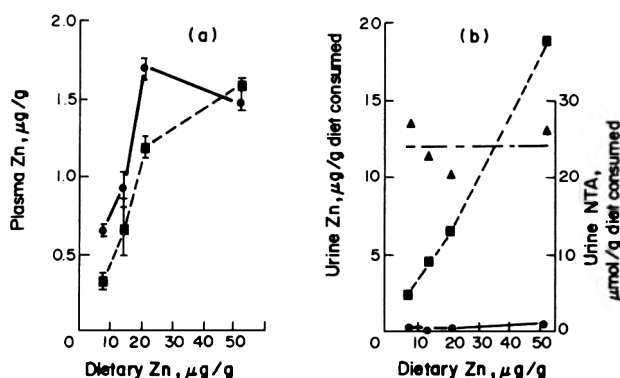 (a)
Plasma Zn, μg/g
2.0
1.5
1.0
0.5
0 10 20 30 40 50
Dietary Zn, μg/g
(b)
Urine Zn, μg/g diet consumed
20
15
10
5
0 10 20 30 40 50
Dietary Zn, μg/g
30
20
10
0
Urine NTA,
μmol/g diet consumed